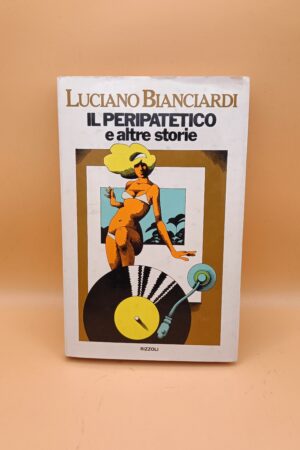 LUCIANO BIANCIARDI
IL PERIPATETICO
e altre storie
RIZZOLI